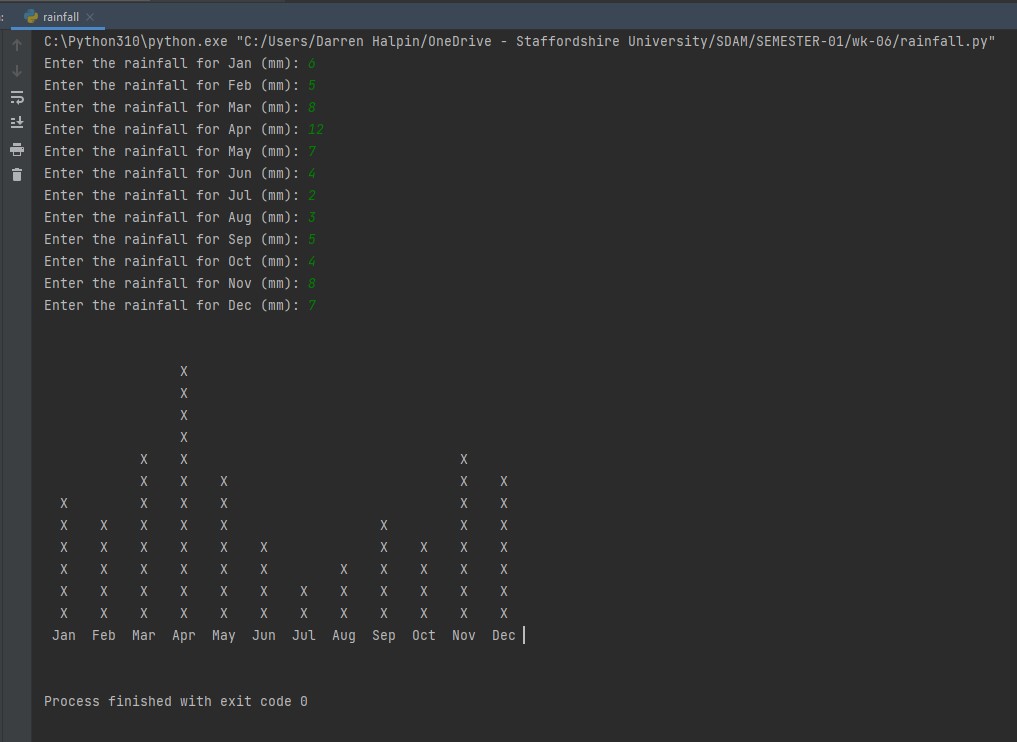 : rainfall ×
C:\Python310\python.exe "C:/Users/Darren Halpin/OneDrive - Staffordshire University/SDAM/SEMESTER-01/wk-06/rainfall.py"
Enter the rainfall for Jan (mm): 6
Enter the rainfall for Feb (mm): 5
Enter the rainfall for Mar (mm): 8
Enter the rainfall for Apr (mm): 12
Enter the rainfall for May (mm): 7
Enter the rainfall for Jun (mm): 4
Enter the rainfall for Jul (mm): 2
Enter the rainfall for Aug (mm): 3
Enter the rainfall for Sep (mm): 5
Enter the rainfall for Oct (mm): 4
Enter the rainfall for Nov (mm): 8
Enter the rainfall for Dec (mm): 7
                 X
                 X
                 X
                 X
            X    X                                  X
            X    X    X                             X    X
  X         X    X    X                             X    X
  X    X    X    X    X                   X         X    X
  X    X    X    X    X    X              X    X    X    X
  X    X    X    X    X    X         X    X    X    X    X
  X    X    X    X    X    X    X    X    X    X    X    X
  X    X    X    X    X    X    X    X    X    X    X    X
 Jan  Feb  Mar  Apr  May  Jun  Jul  Aug  Sep  Oct  Nov  Dec
Process finished with exit code 0